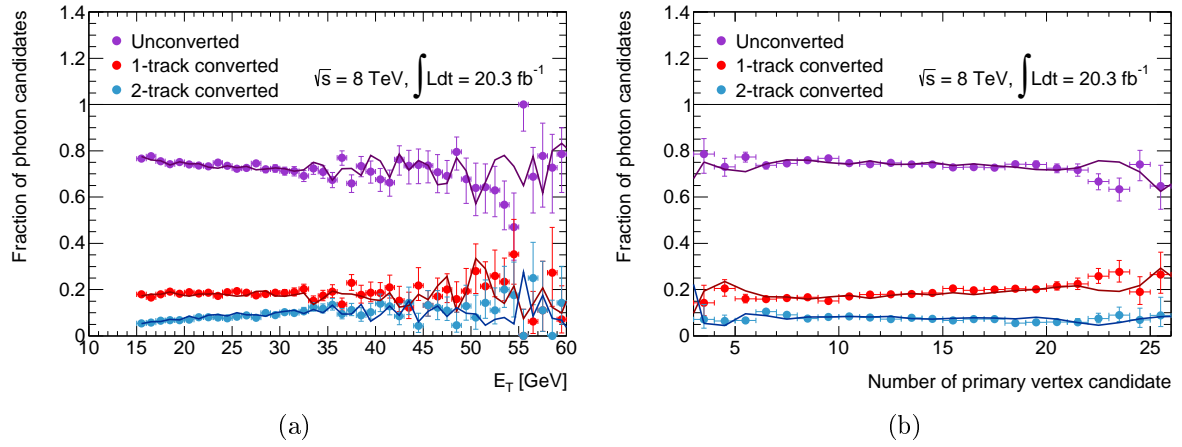 Fraction of photon candidates
1.4
1.2
1
0.8
0.6
0.4
0.2
0
Unconverted
1-track converted
2-track converted
√s = 8 TeV, ∫Ldt = 20.3 fb⁻¹
10 15 20 25 30 35 40 45 50 55 60
E_T [GeV]
(a)
Fraction of photon candidates
1.4
1.2
1
0.8
0.6
0.4
0.2
0
Unconverted
1-track converted
2-track converted
√s = 8 TeV, ∫Ldt = 20.3 fb⁻¹
5 10 15 20 25
Number of primary vertex candidate
(b)